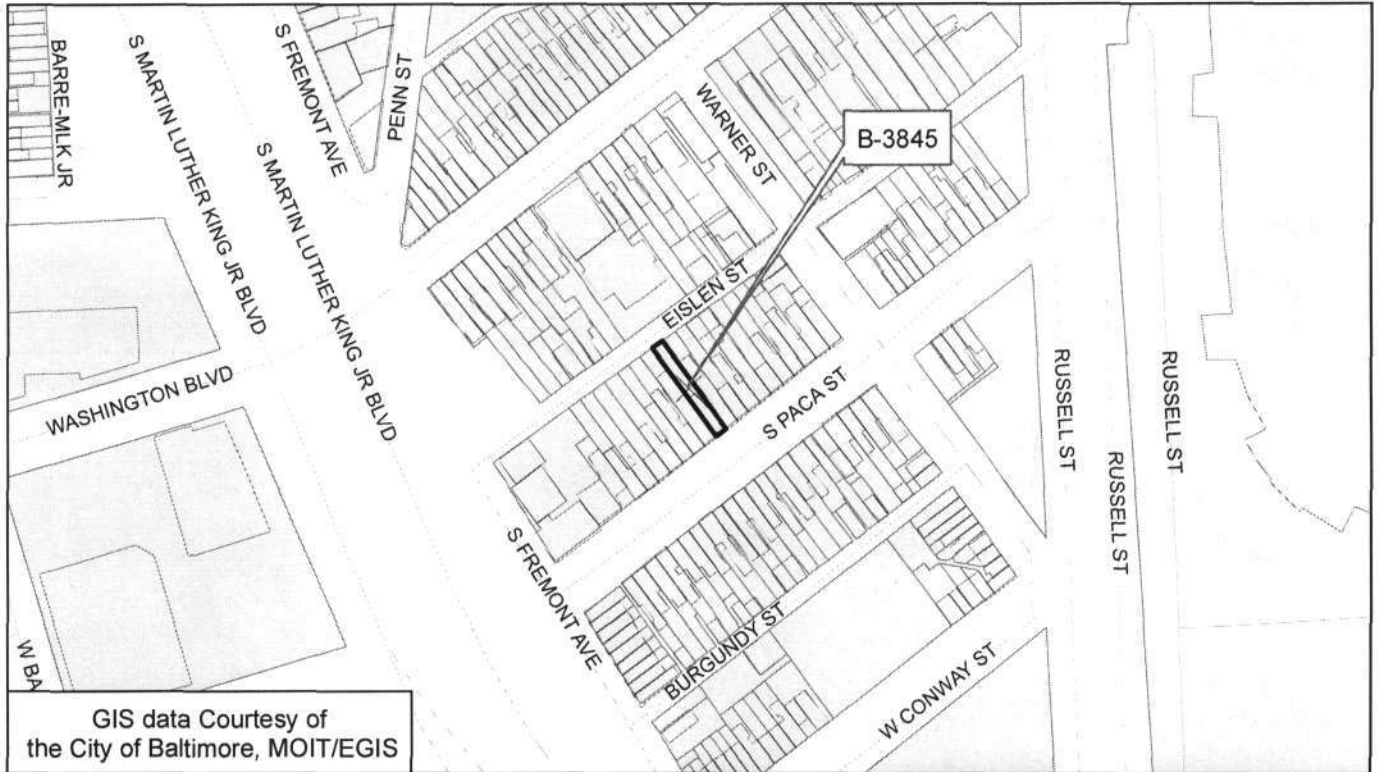 BARRE-MLK JR
S MARTIN LUTHER KING JR BLVD
S FREMONT AVE
PENN ST
S MARTIN LUTHER KING JR BLVD
WARNER ST
B-3845
EISLEN ST
WASHINGTON BLVD
S PACA ST
RUSSELL ST
RUSSELL ST
RUSSELL ST
S FREMONT AVE
BURGUNDY ST
W CONWAY ST
W BA
GIS data Courtesy of
the City of Baltimore, MOIT/EGIS